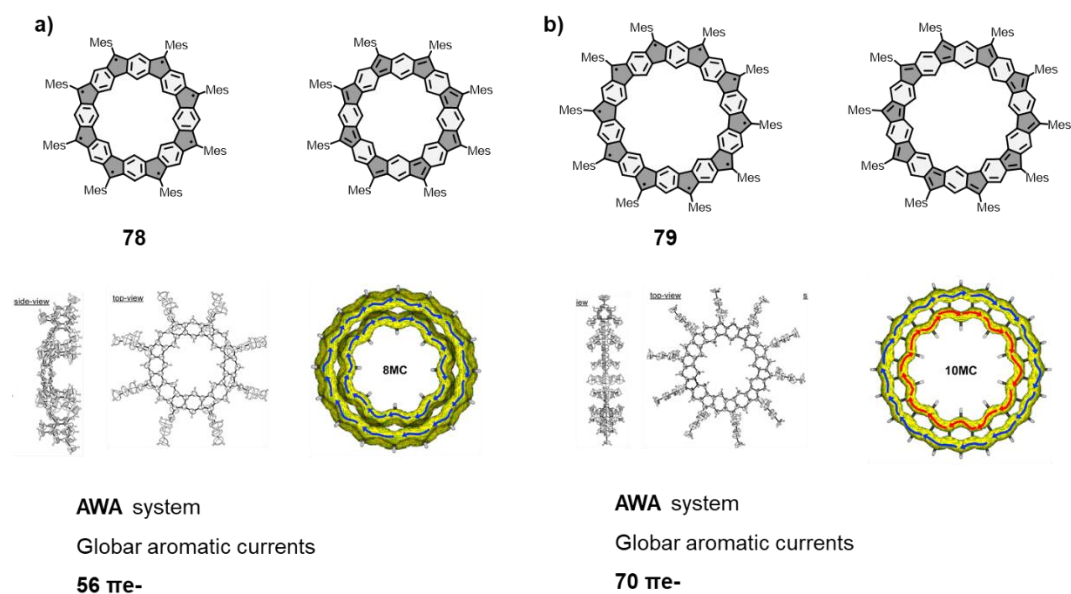 a)
Mes Mes
Mes Mes
Mes Mes
Mes Mes
Mes Mes
Mes Mes
Mes Mes
Mes Mes
78
side-view
top-view
8MC
AWA system
Globar aromatic currents
56 πe-
b)
Mes Mes
Mes Mes
Mes Mes
Mes Mes
Mes Mes
Mes Mes
Mes Mes
Mes Mes
Mes Mes
Mes Mes
79
iew
top-view
s
10MC
AWA system
Globar aromatic currents
70 πe-